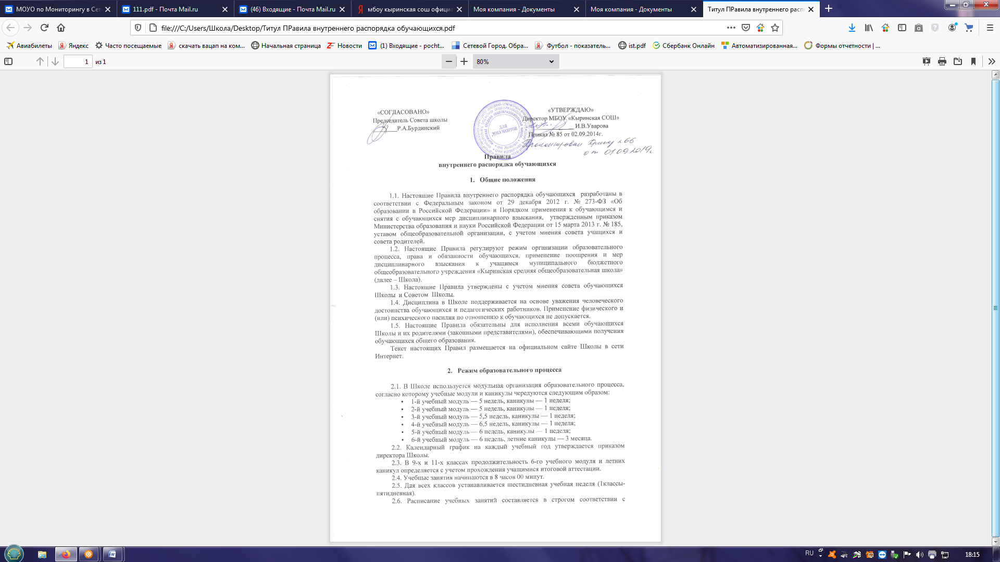 МОУО по Мониторингу в Сет
111.pdf - Почта Mail.ru
(46) Входящие - Почта Mail.ru
мбоу кыринская сош официа
Моя компания - Документы
Моя компания - Документы
Титул ПРавила внутреннего расп
file:///C:/Users/Школа/Desktop/Титул ПРавила внутреннего распорядка обучающихся.pdf
Авиабилеты
Яндекс
Часто посещаемые
скачать вацап на ком...
Начальная страница
Новости
(1) Входящие - pocht...
Сетевой Город. Обра...
Футбол - показатель...
ist.pdf
Сбербанк Онлайн
Автоматизированная...
Формы отчетности | ...
1 из 1
80%
«СОГЛАСОВАНО»
Председатель Совета школы
Р.А.Бурдинский
ДЛЯ
ДОКУМЕНТОВ
«УТВЕРЖДАЮ»
Директор МБОУ «Кыринская СОШ»
И.В.Уварова
Приказ № 85 от 02.09.2014г.
Пролонгирован Приказ №66
от 01.09.2019г.
Правила
внутреннего распорядка обучающихся
1. Общие положения
1.1. Настоящие Правила внутреннего распорядка обучающихся разработаны в
соответствии с Федеральным законом от 29 декабря 2012 г. № 273-ФЗ «Об
образовании в Российской Федерации» и Порядком применения к обучающимся и
снятия с обучающихся мер дисциплинарного взыскания, утвержденным приказом
Министерства образования и науки Российской Федерации от 15 марта 2013 г. № 185,
уставом общеобразовательной организации, с учетом мнения совета учащихся и
совета родителей.
1.2. Настоящие Правила регулируют режим организации образовательного
процесса, права и обязанности обучающихся, применение поощрения и мер
дисциплинарного взыскания к учащимся муниципального бюджетного
общеобразовательного учреждения «Кыринская средняя общеобразовательная школа»
(далее – Школа).
1.3. Настоящие Правила утверждены с учетом мнения совета обучающихся
Школы и Советом Школы.
1.4. Дисциплина в Школе поддерживается на основе уважения человеческого
достоинства обучающихся и педагогических работников. Применение физического и
(или) психического насилия по отношению к обучающихся не допускается.
1.5. Настоящие Правила обязательны для исполнения всеми обучающихся
Школы и их родителями (законными представителями), обеспечивающими получения
обучающихся общего образования.
Текст настоящих Правил размещается на официальном сайте Школы в сети
Интернет.
2. Режим образовательного процесса
2.1. В Школе используется модульная организация образовательного процесса,
согласно которому учебные модули и каникулы чередуются следующим образом:
• 1-й учебный модуль — 5 недель, каникулы — 1 неделя;
• 2-й учебный модуль — 5 недель, каникулы — 1 неделя;
• 3-й учебный модуль — 5,5 недель, каникулы — 1 неделя;
• 4-й учебный модуль — 6,5 недель, каникулы — 1 неделя;
• 5-й учебный модуль — 6 недель, каникулы — 1 неделя;
• 6-й учебный модуль — 6 недель, летние каникулы — 3 месяца.
2.2. Календарный график на каждый учебный год утверждается приказом
директора Школы.
2.3. В 9-х и 11-х классах продолжительность 6-го учебного модуля и летних
каникул определяется с учетом прохождения учащимися итоговой аттестации.
2.4. Учебные занятия начинаются в 8 часов 00 минут.
2.5. Для всех классов устанавливается шестидневная учебная неделя (1классы-
пятидневная).
2.6. Расписание учебных занятий составляется в строгом соответствии с
RU
18:15